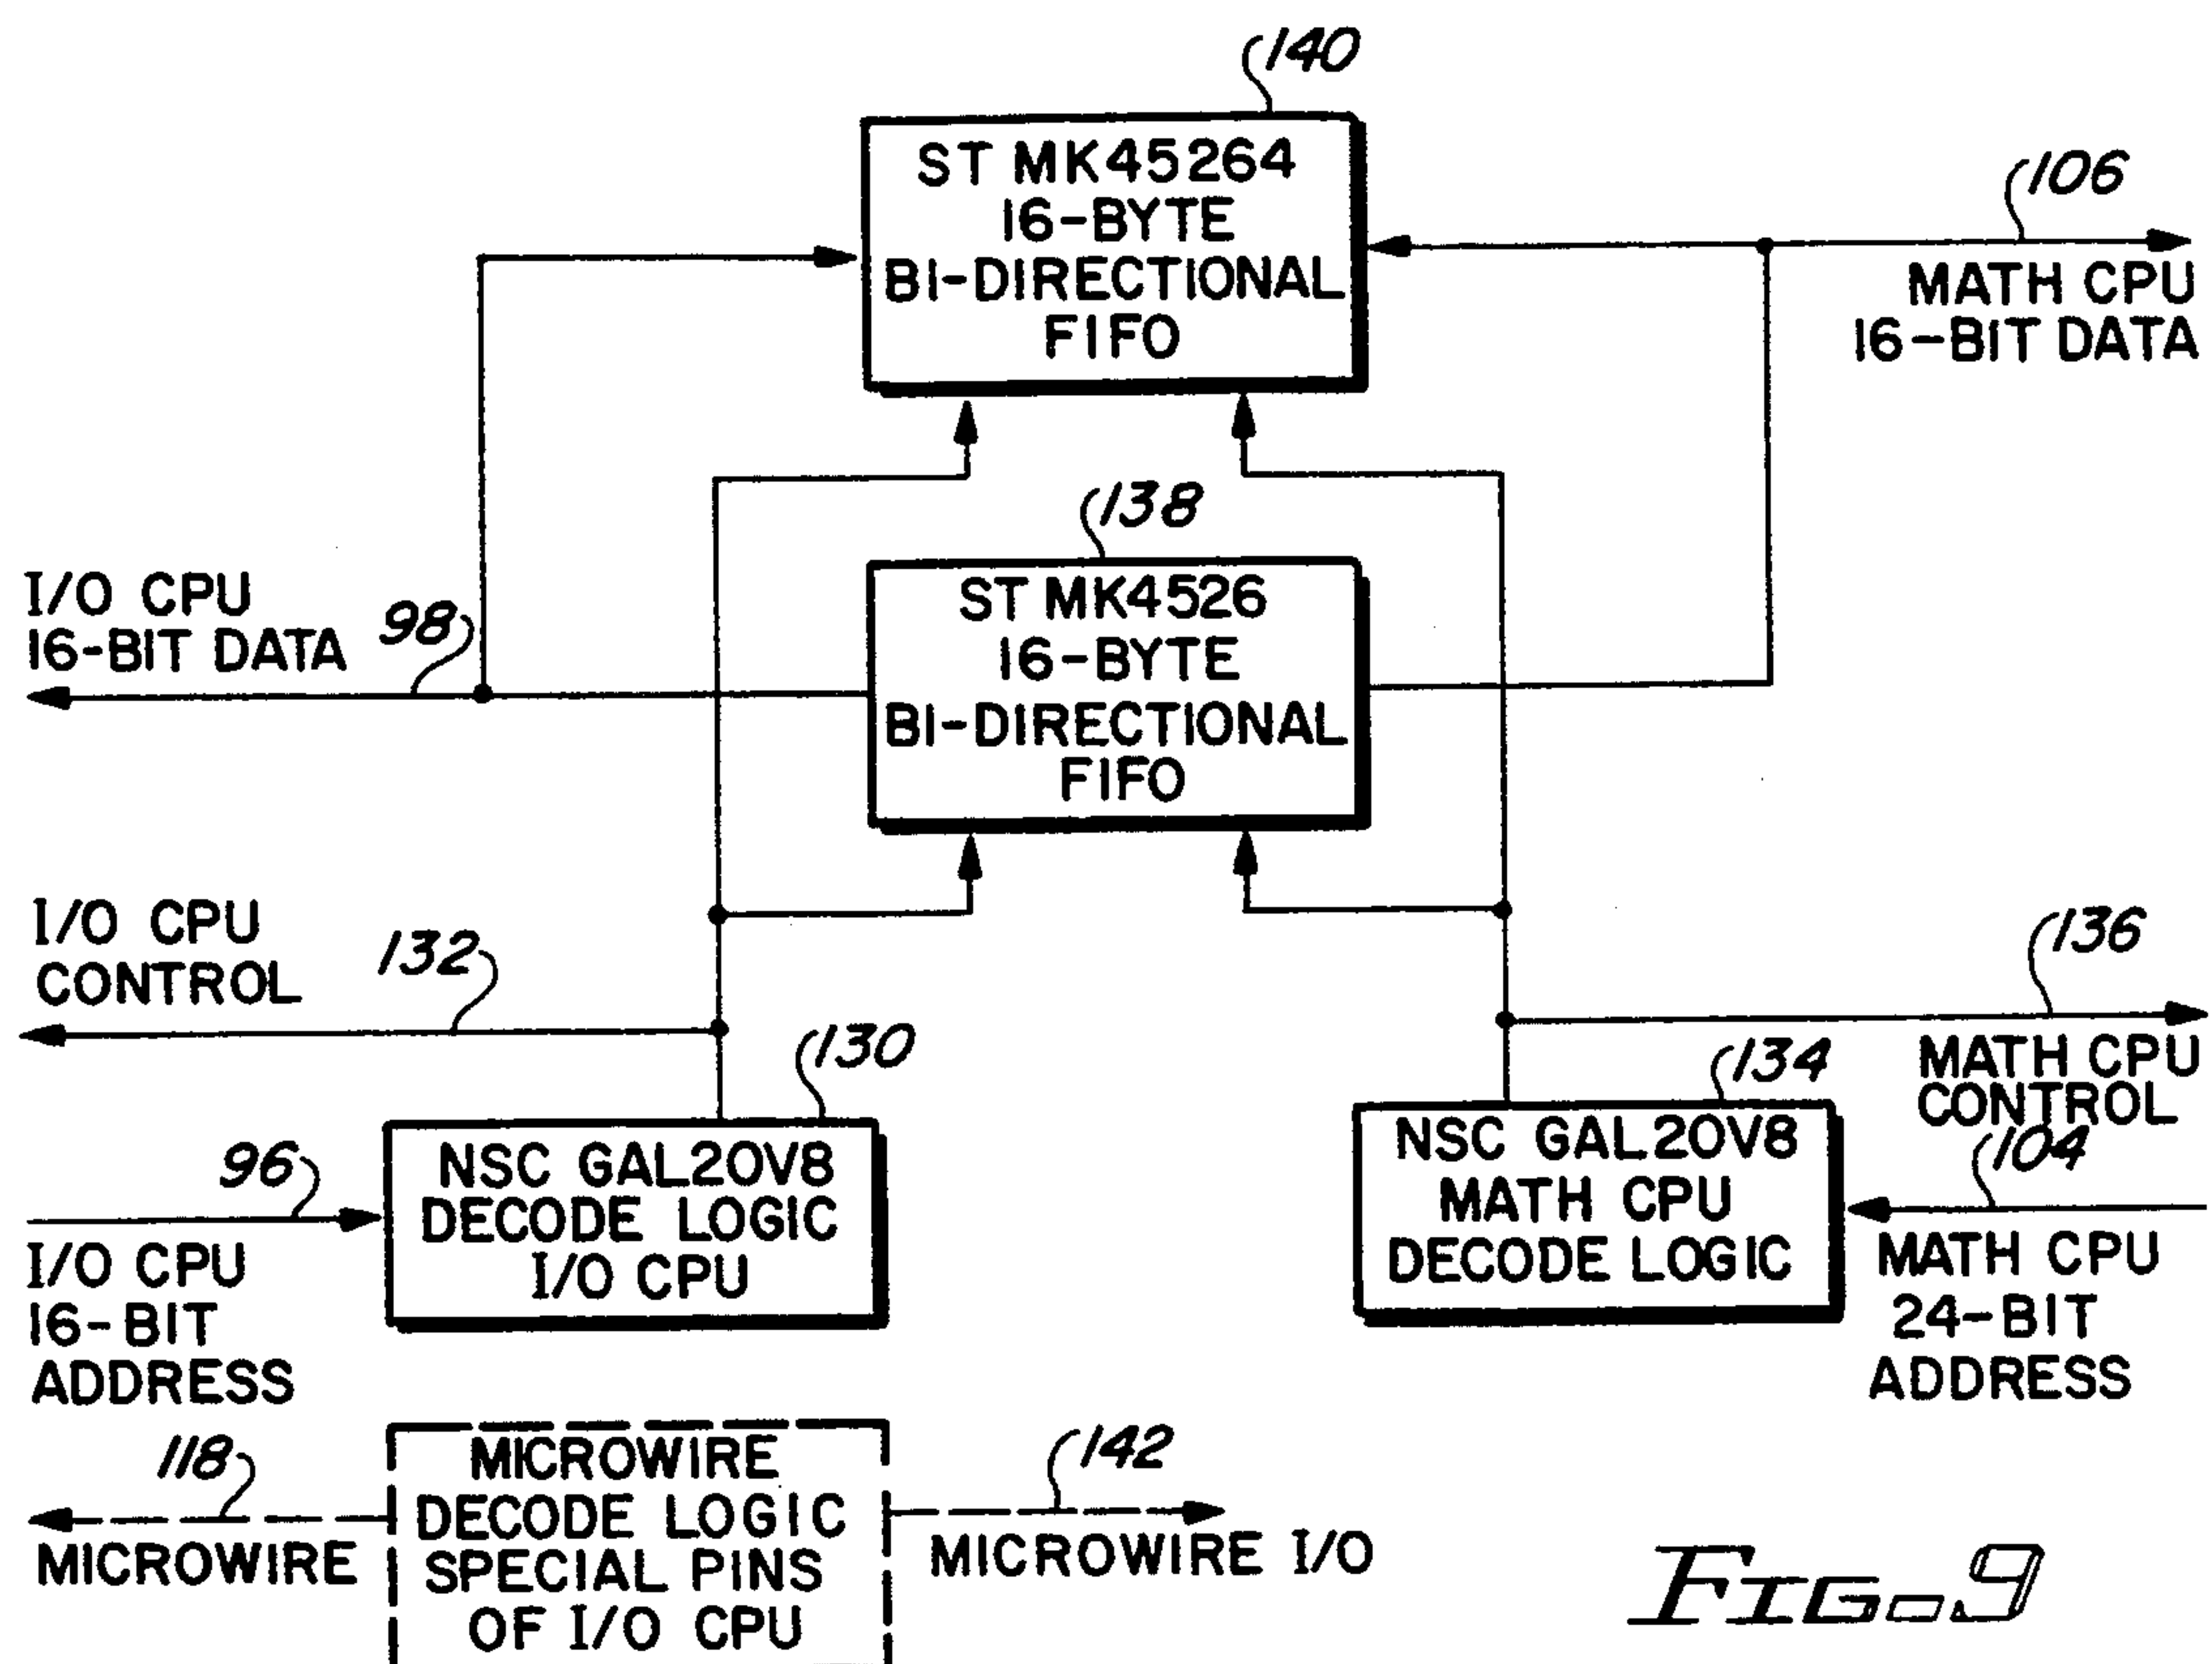 140
ST MK45264
16-BYTE
BI-DIRECTIONAL
FIFO
106
MATH CPU
16-BIT DATA
138
ST MK4526
16-BYTE
BI-DIRECTIONAL
FIFO
I/O CPU
16-BIT DATA
98
I/O CPU
CONTROL
132
136
MATH CPU
CONTROL
130
NSC GAL20V8
DECODE LOGIC
I/O CPU
96
I/O CPU
16-BIT
ADDRESS
134
NSC GAL20V8
MATH CPU
DECODE LOGIC
104
MATH CPU
24-BIT
ADDRESS
118
MICROWIRE
MICROWIRE
DECODE LOGIC
SPECIAL PINS
OF I/O CPU
142
MICROWIRE I/O
FIG-9